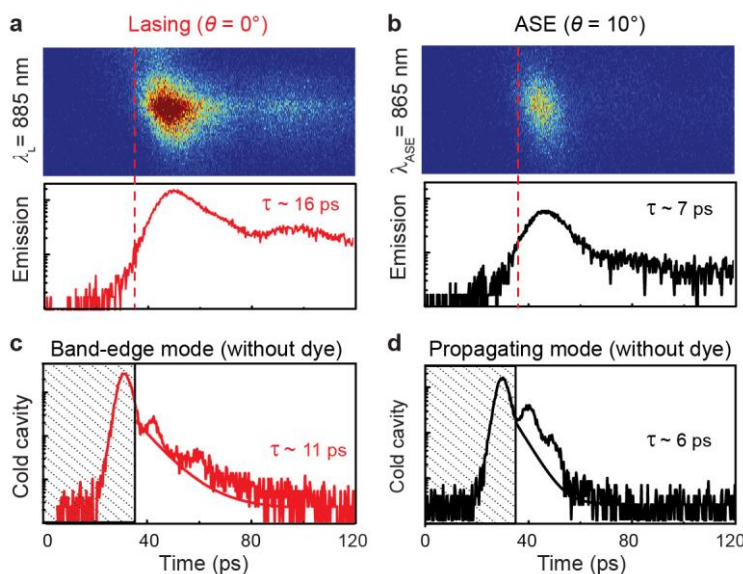 a Lasing (θ = 0°)
λL = 885 nm
Emission
τ ~ 16 ps
b ASE (θ = 10°)
λASE = 865 nm
Emission
τ ~ 7 ps
c Band-edge mode (without dye)
Cold cavity
τ ~ 11 ps
0 40 80 120
Time (ps)
d Propagating mode (without dye)
Cold cavity
τ ~ 6 ps
0 40 80 120
Time (ps)